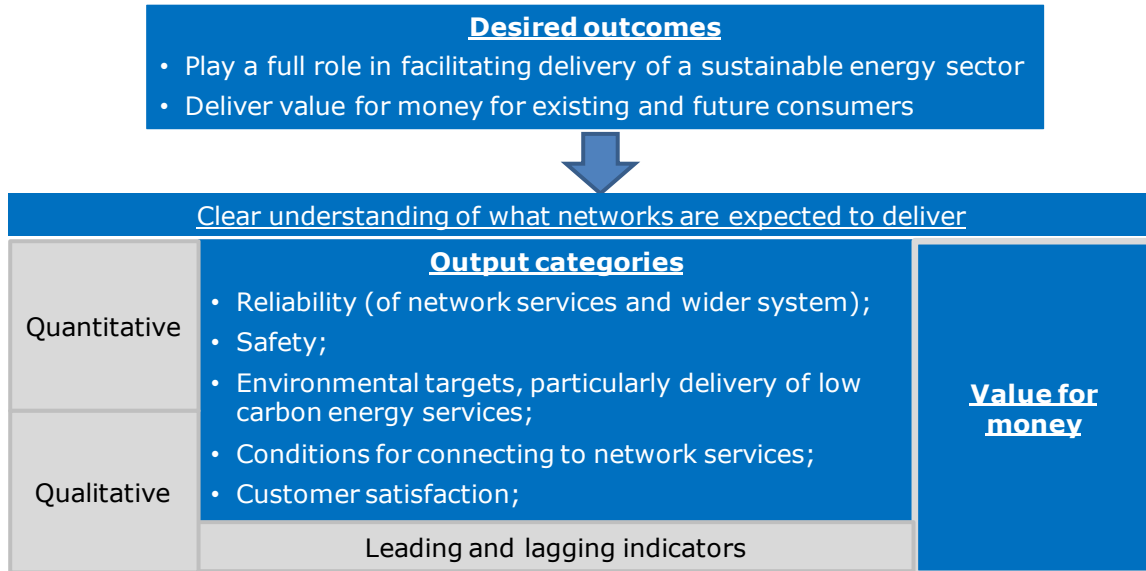 Desired outcomes
• Play a full role in facilitating delivery of a sustainable energy sector
• Deliver value for money for existing and future consumers
Clear understanding of what networks are expected to deliver
Quantitative
Qualitative
Output categories
• Reliability (of network services and wider system);
• Safety;
• Environmental targets, particularly delivery of low
carbon energy services;
• Conditions for connecting to network services;
• Customer satisfaction;
Leading and lagging indicators
Value for
money